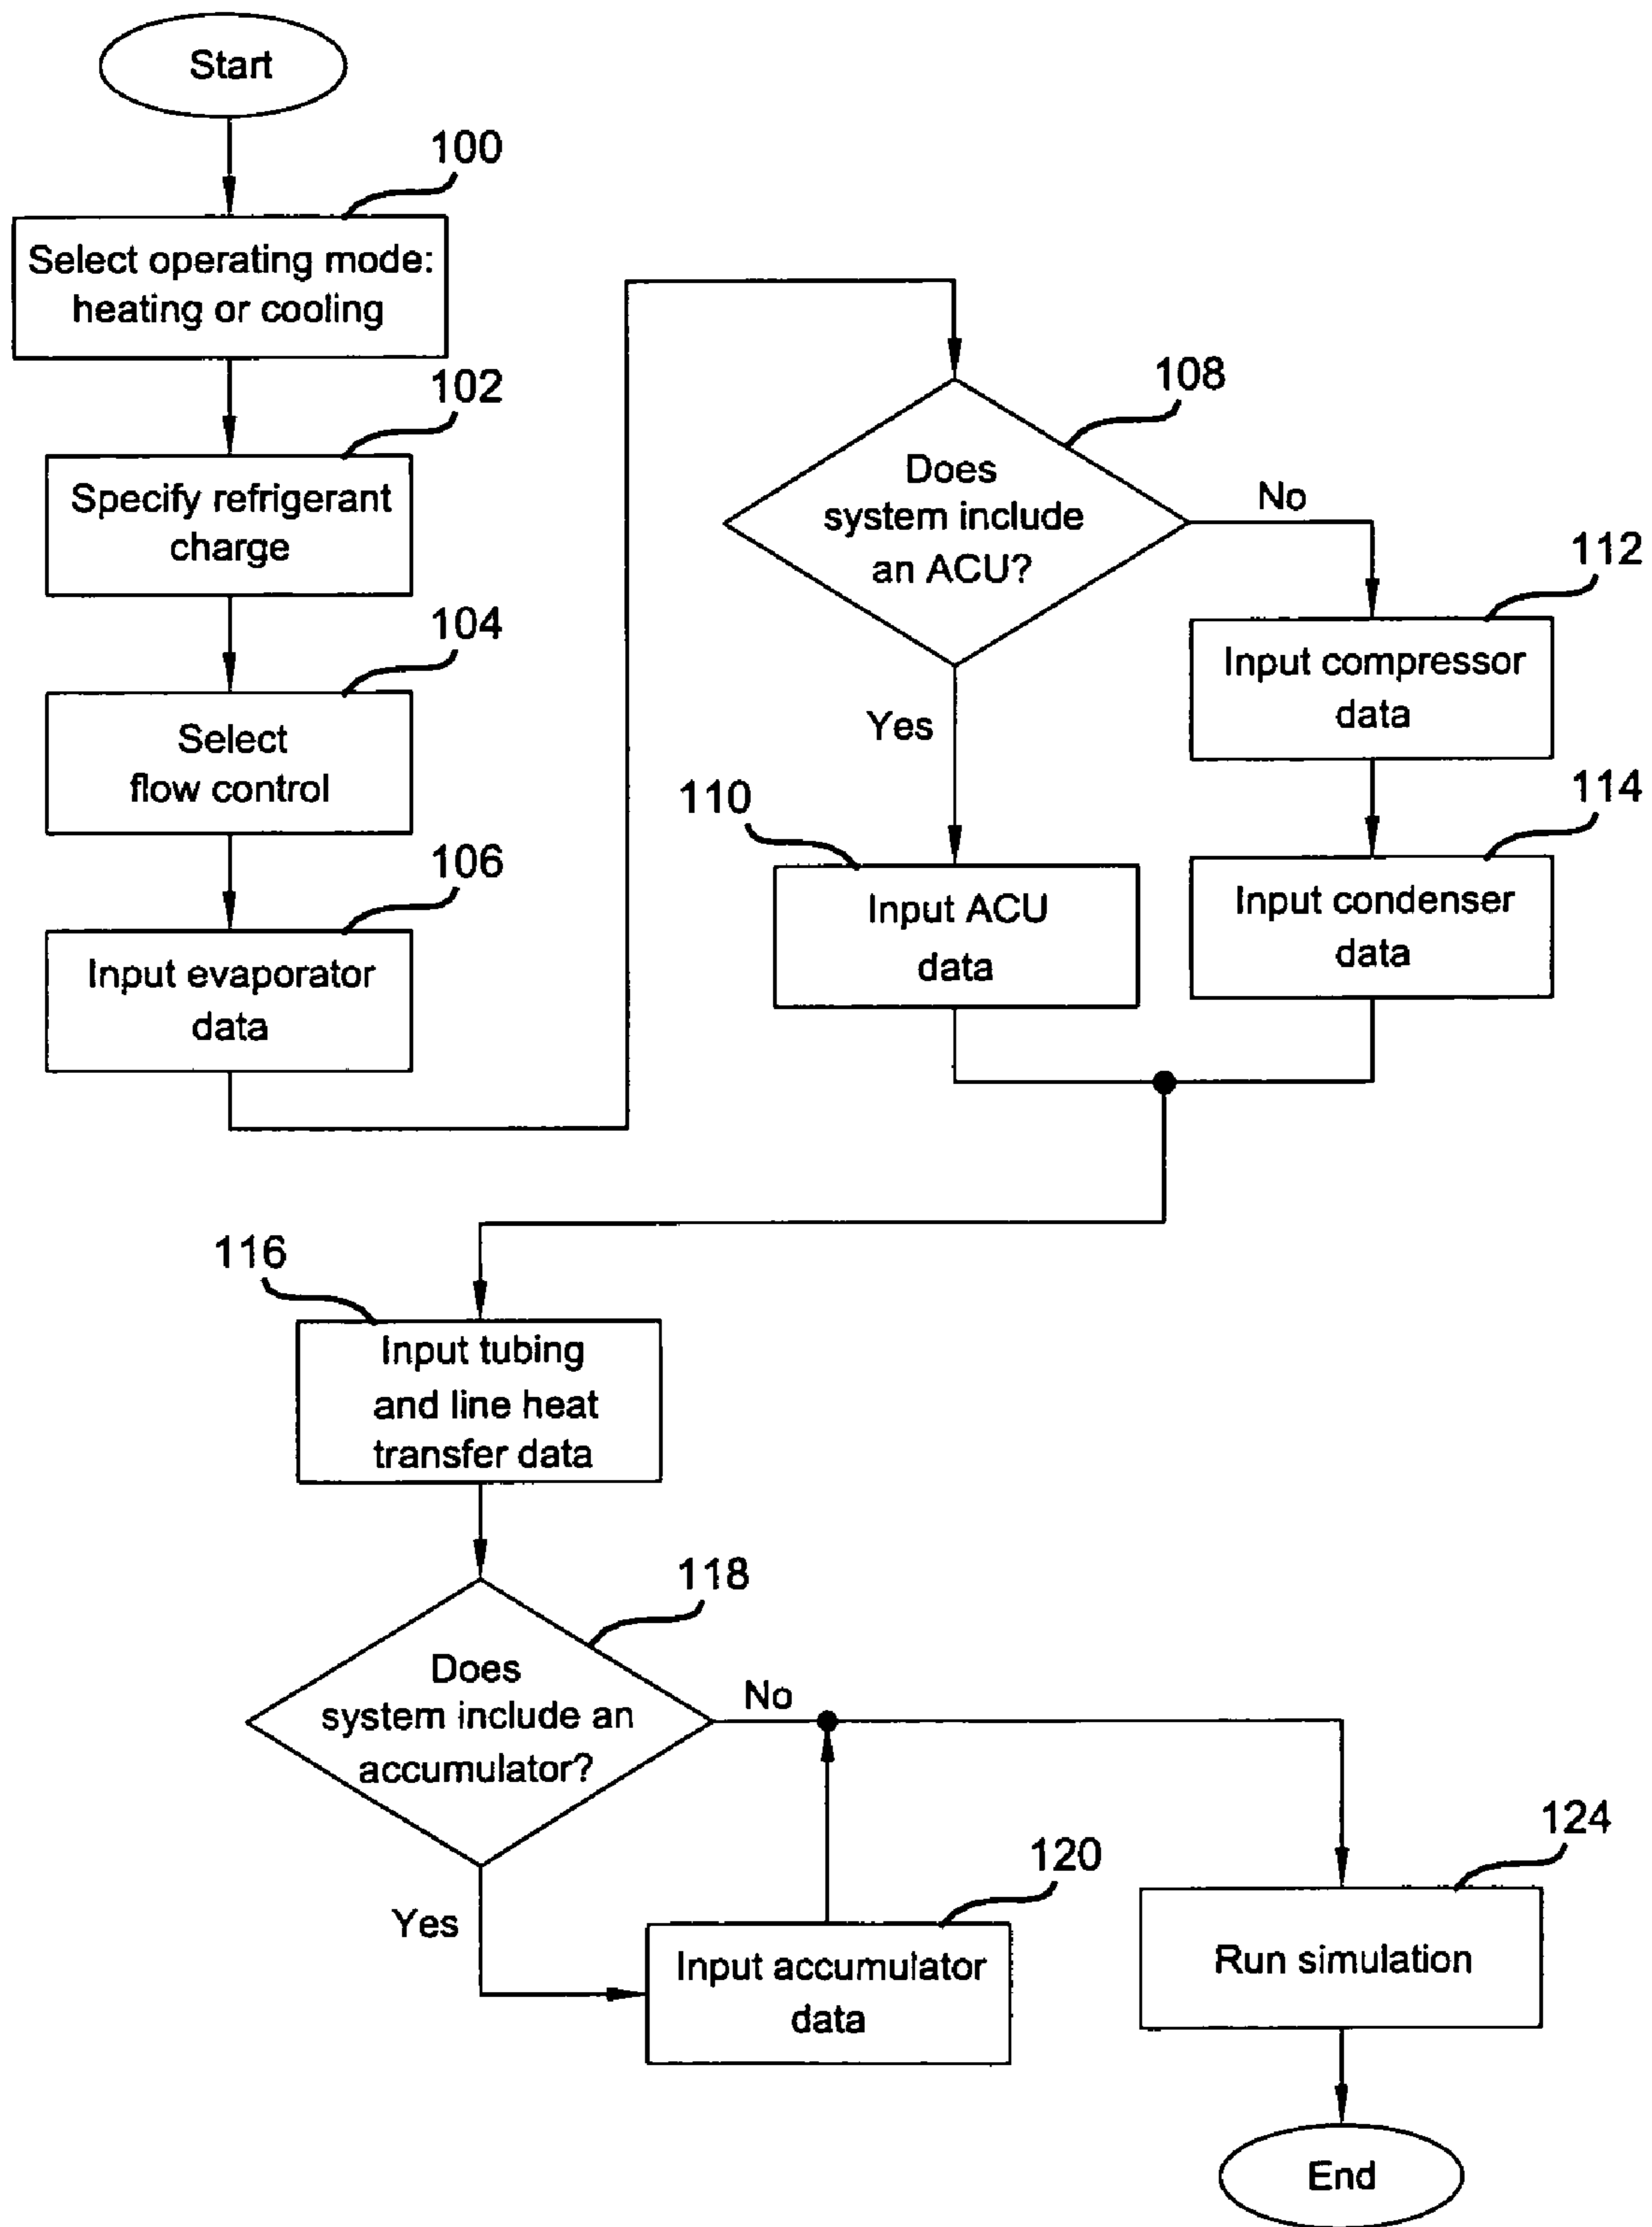 Start
100
Select operating mode:
heating or cooling
102
Specify refrigerant
charge
104
Select
flow control
106
Input evaporator
data
108
Does
system include
an ACU?
No
Yes
112
Input compressor
data
110
Input ACU
data
114
Input condenser
data
116
Input tubing
and line heat
transfer data
118
Does
system include an
accumulator?
No
Yes
120
Input accumulator
data
124
Run simulation
End